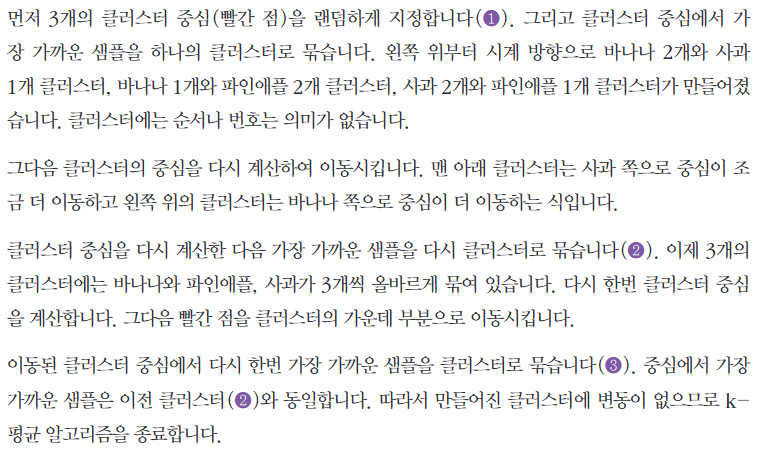 먼저 3개의 클러스터 중심(빨간 점)을 랜덤하게 지정합니다(❶). 그리고 클러스터 중심에서 가
장 가까운 샘플을 하나의 클러스터로 묶습니다. 왼쪽 위부터 시계 방향으로 바나나 2개와 사과
1개 클러스터, 바나나 1개와 파인애플 2개 클러스터, 사과 2개와 파인애플 1개 클러스터가 만들어졌
습니다. 클러스터에는 순서나 번호는 의미가 없습니다.
그다음 클러스터의 중심을 다시 계산하여 이동시킵니다. 맨 아래 클러스터는 사과 쪽으로 중심이 조
금 더 이동하고 왼쪽 위의 클러스터는 바나나 쪽으로 중심이 더 이동하는 식입니다.
클러스터 중심을 다시 계산한 다음 가장 가까운 샘플을 다시 클러스터로 묶습니다(❷). 이제 3개의
클러스터에는 바나나와 파인애플, 사과가 3개씩 올바르게 묶여 있습니다. 다시 한번 클러스터 중심
을 계산합니다. 그다음 빨간 점을 클러스터의 가운데 부분으로 이동시킵니다.
이동된 클러스터 중심에서 다시 한번 가장 가까운 샘플을 클러스터로 묶습니다(❸). 중심에서 가장
가까운 샘플은 이전 클러스터(❷)와 동일합니다. 따라서 만들어진 클러스터에 변동이 없으므로 k-
평균 알고리즘을 종료합니다.